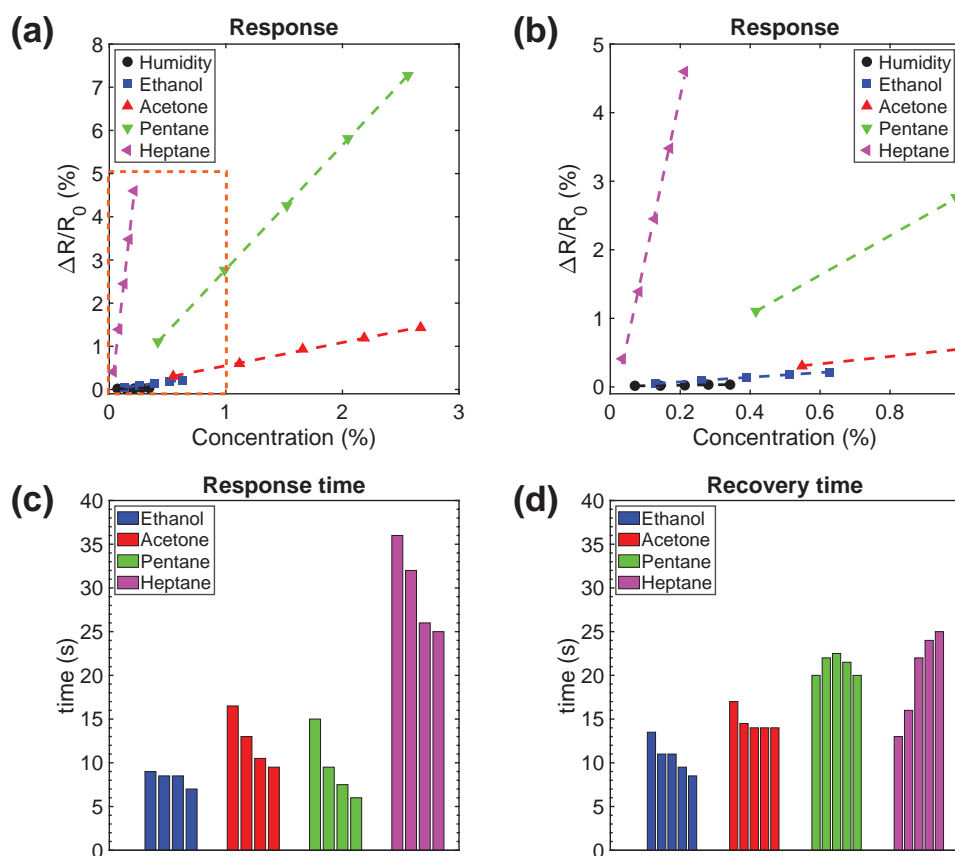 (a)
Response
8
7
6
5
4
3
2
1
0
ΔR/R0 (%)
Humidity
Ethanol
Acetone
Pentane
Heptane
0 1 2 3
Concentration (%)
(b)
Response
5
4
3
2
1
0
ΔR/R0 (%)
Humidity
Ethanol
Acetone
Pentane
Heptane
0 0.2 0.4 0.6 0.8
Concentration (%)
(c)
Response time
40
35
30
25
20
15
10
5
0
time (s)
Ethanol
Acetone
Pentane
Heptane
(d)
Recovery time
40
35
30
25
20
15
10
5
0
time (s)
Ethanol
Acetone
Pentane
Heptane